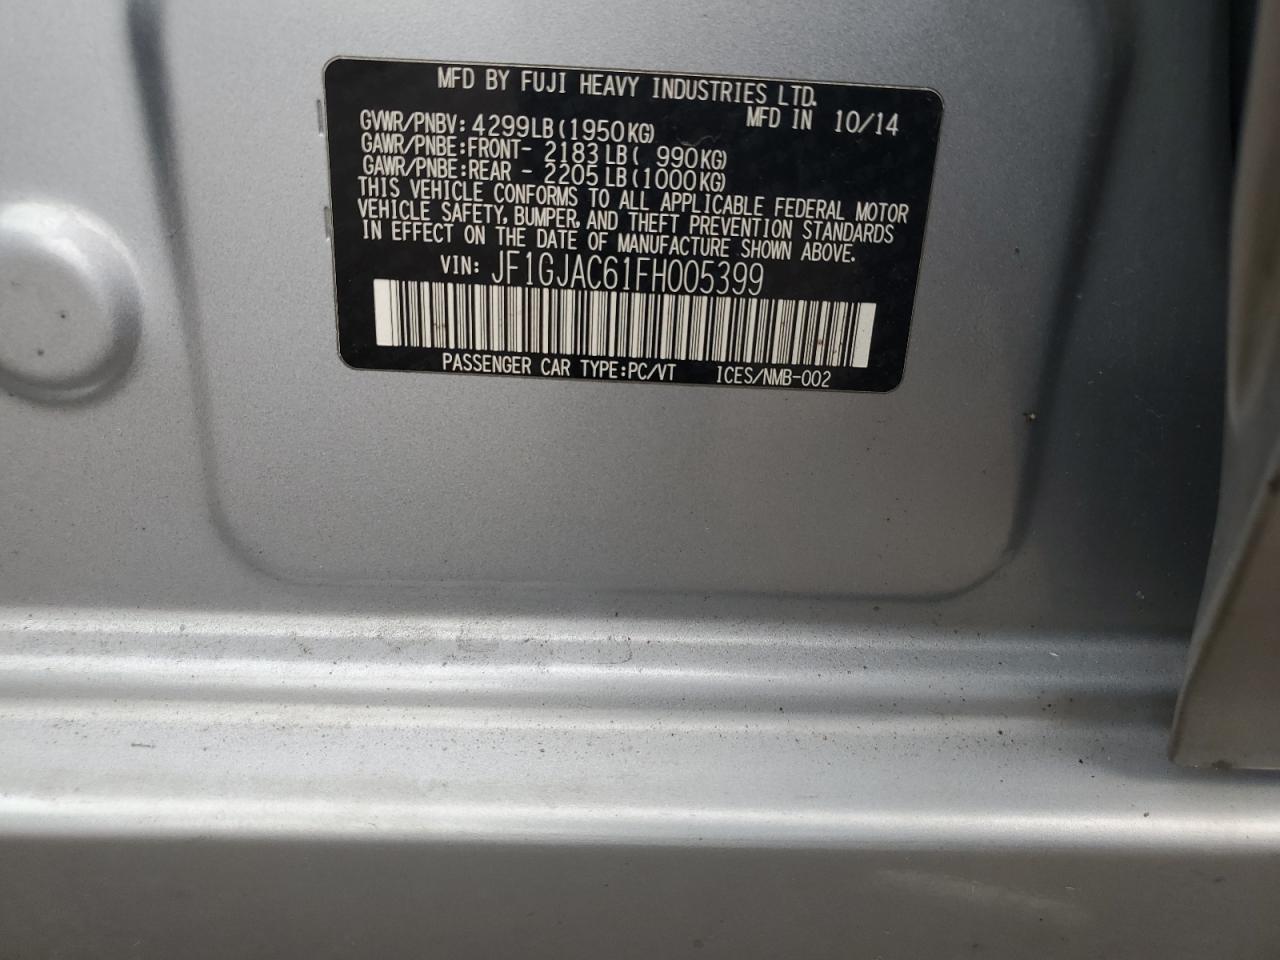 MFD BY FUJI HEAVY INDUSTRIES LTD.
MFD IN 10/14
GVWR/PNBV: 4299LB(1950KG)
GAWR/PNBE:FRONT- 2183LB( 990KG)
GAWR/PNBE:REAR - 2205LB(1000KG)
THIS VEHICLE CONFORMS TO ALL APPLICABLE FEDERAL MOTOR
VEHICLE SAFETY, BUMPER, AND THEFT PREVENTION STANDARDS
IN EFFECT ON THE DATE OF MANUFACTURE SHOWN ABOVE.
VIN: JF1GJAC61FH005399
PASSENGER CAR TYPE:PC/VT ICES/NMB-002